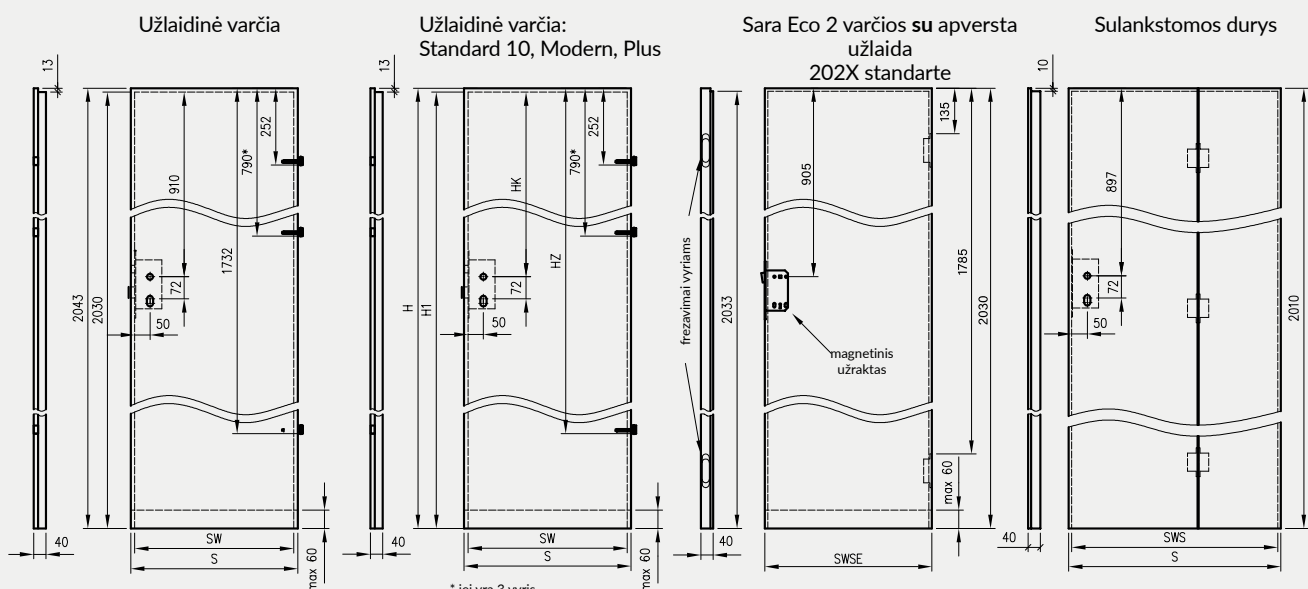 Užlaidinė varčia
Užlaidinė varčia:
Standard 10, Modern, Plus
Sara Eco 2 varčios su apversta
užlaida
202X standarte
Sulankstomos durys
13
2043
2030
910
1732
790*
252
72
50
40
SW
S
max 60
13
H
H1
HK
HZ
790*
252
72
50
40
SW
S
max 60
* jei yra 3 vyris
frezavimai vyriams
2033
905
135
1785
2030
magnetinis
užraktas
max 60
40
SWSE
10
897
72
50
2010
40
SWS
S